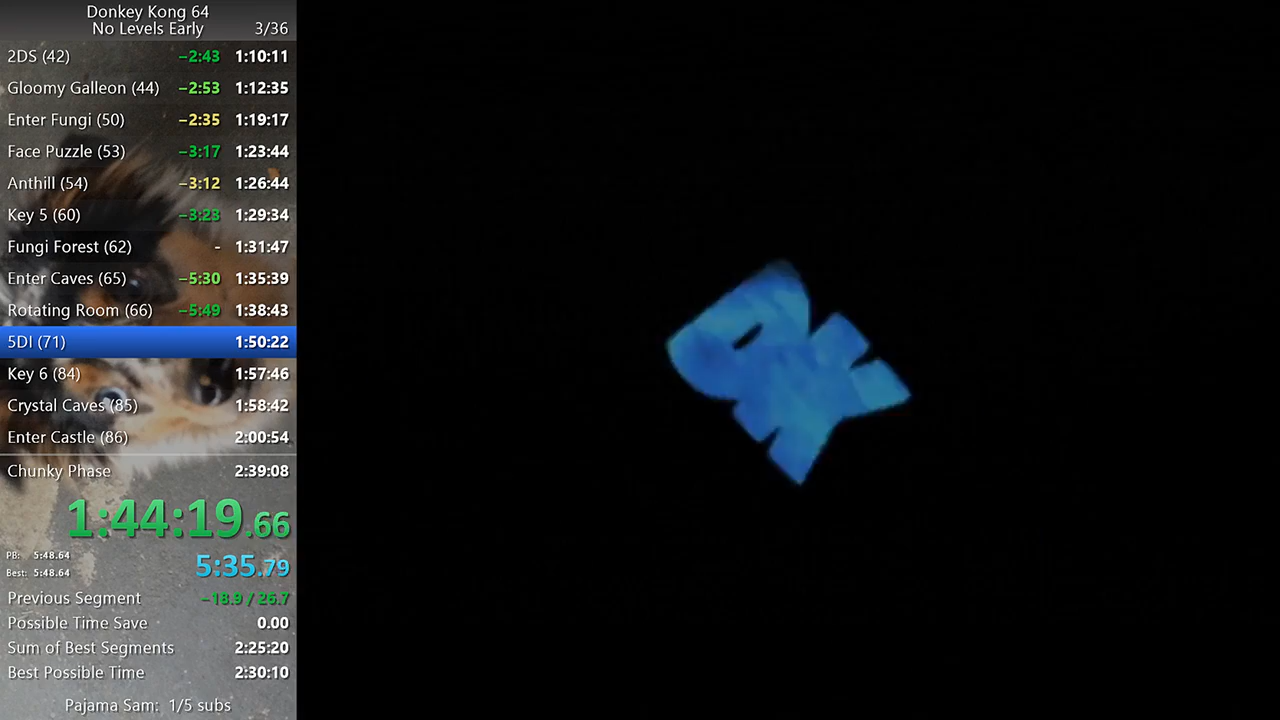 Donkey Kong 64
No Levels Early 3/36
2DS (42) −2:43 1:10:11
Gloomy Galleon (44) −2:53 1:12:35
Enter Fungi (50) −2:35 1:19:17
Face Puzzle (53) −3:17 1:23:44
Anthill (54) −3:12 1:26:44
Key 5 (60) −3:23 1:29:34
Fungi Forest (62) - 1:31:47
Enter Caves (65) −5:30 1:35:39
Rotating Room (66) −5:49 1:38:43
5DI (71) 1:50:22
Key 6 (84) 1:57:46
Crystal Caves (85) 1:58:42
Enter Castle (86) 2:00:54
Chunky Phase 2:39:08
1:44:19.66
PB: 5:48.64
Best: 5:48.64
5:35.79
Previous Segment −18.9 / 26.7
Possible Time Save 0.00
Sum of Best Segments 2:25:20
Best Possible Time 2:30:10
Pajama Sam: 1/5 subs
DK